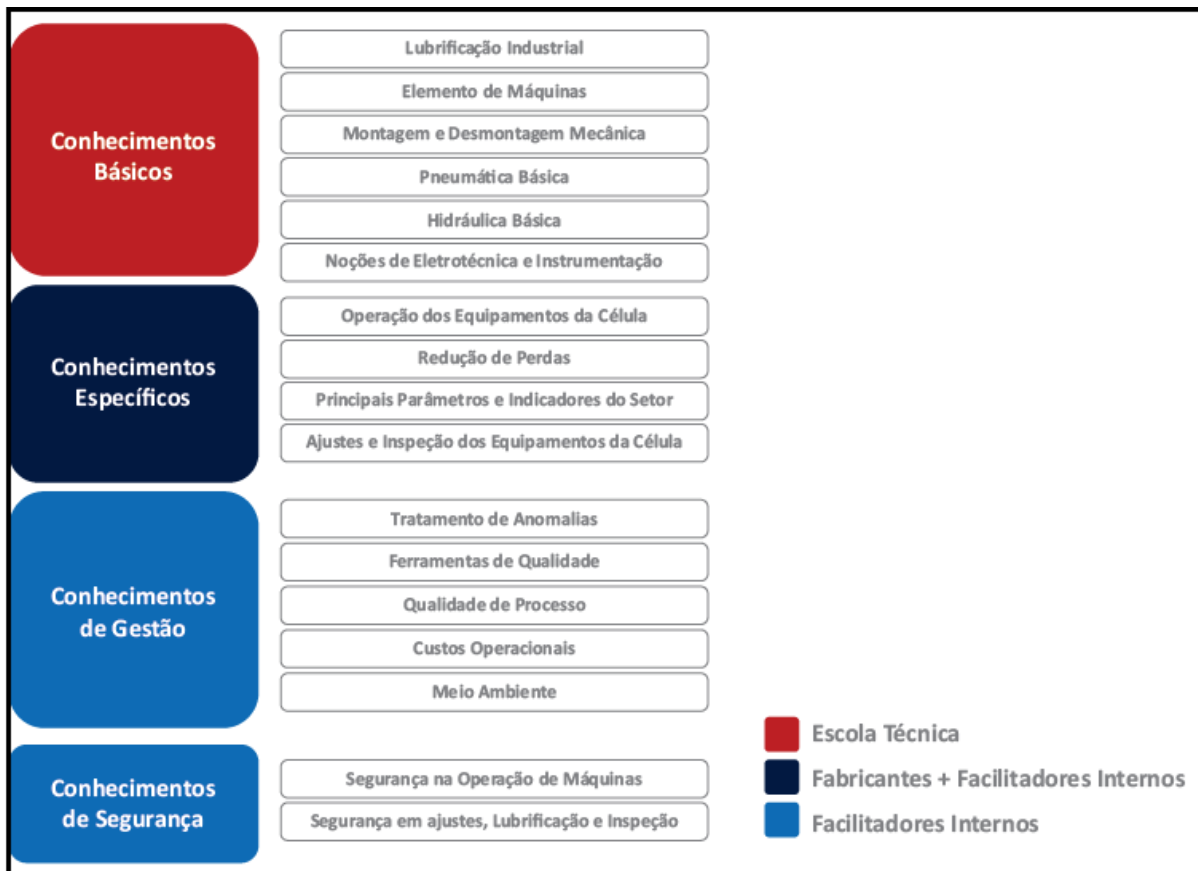 Conhecimentos
Básicos
Lubrificação Industrial
Elemento de Máquinas
Montagem e Desmontagem Mecânica
Pneumática Básica
Hidráulica Básica
Noções de Eletrotécnica e Instrumentação
Conhecimentos
Específicos
Operação dos Equipamentos da Célula
Redução de Perdas
Principais Parâmetros e Indicadores do Setor
Ajustes e Inspeção dos Equipamentos da Célula
Conhecimentos
de Gestão
Tratamento de Anomalias
Ferramentas de Qualidade
Qualidade de Processo
Custos Operacionais
Meio Ambiente
Conhecimentos
de Segurança
Segurança na Operação de Máquinas
Segurança em ajustes, Lubrificação e Inspeção
Escola Técnica
Fabricantes + Facilitadores Internos
Facilitadores Internos